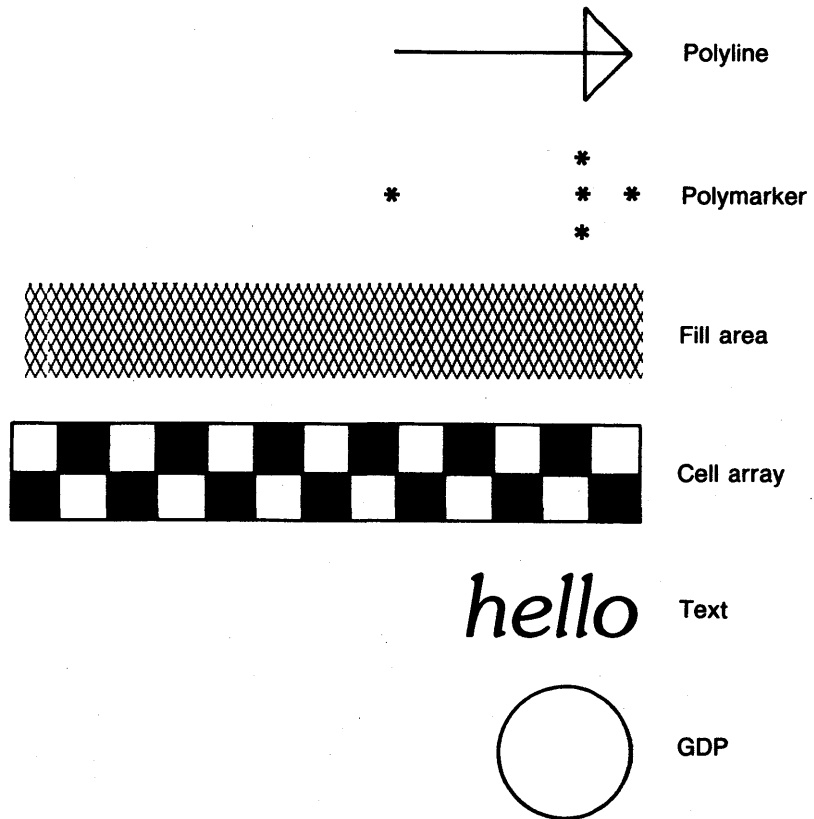 Polyline
Polymarker
Fill area
Cell array
hello Text
GDP